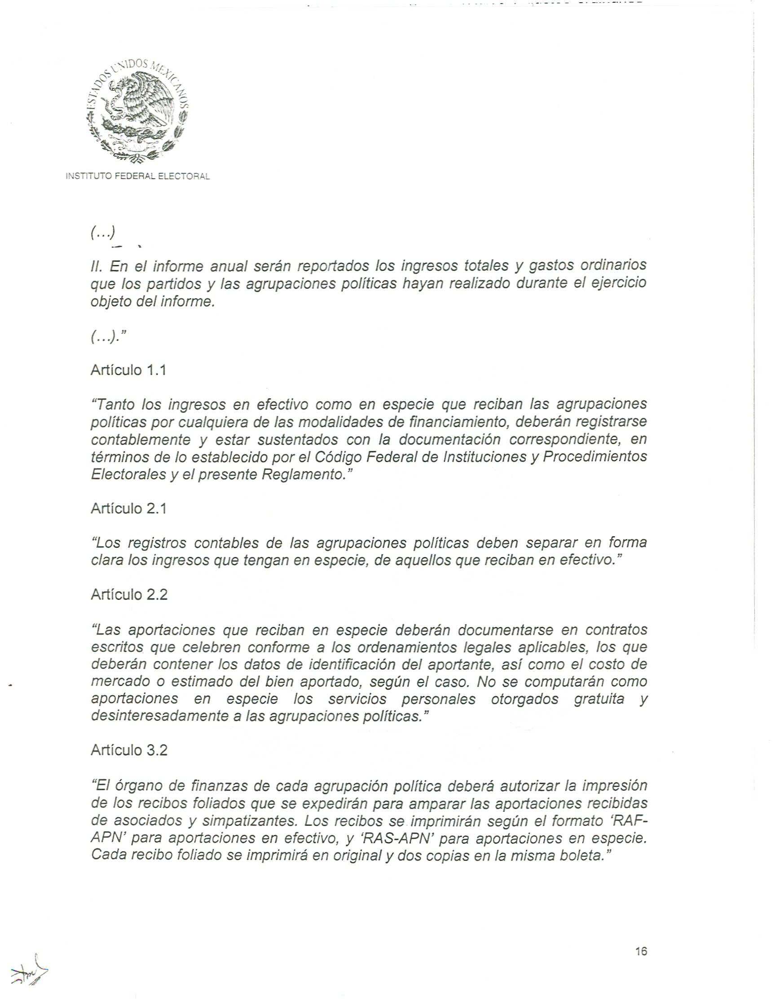 ESTADOS UNIDOS MEXICANOS
INSTITUTO FEDERAL ELECTORAL
(...)
II. En el informe anual serán reportados los ingresos totales y gastos ordinarios
que los partidos y las agrupaciones políticas hayan realizado durante el ejercicio
objeto del informe.
(...)."
Artículo 1.1
“Tanto los ingresos en efectivo como en especie que reciban las agrupaciones
políticas por cualquiera de las modalidades de financiamiento, deberán registrarse
contablemente y estar sustentados con la documentación correspondiente, en
términos de lo establecido por el Código Federal de Instituciones y Procedimientos
Electorales y el presente Reglamento.”
Artículo 2.1
“Los registros contables de las agrupaciones políticas deben separar en forma
clara los ingresos que tengan en especie, de aquellos que reciban en efectivo.”
Artículo 2.2
“Las aportaciones que reciban en especie deberán documentarse en contratos
escritos que celebren conforme a los ordenamientos legales aplicables, los que
deberán contener los datos de identificación del aportante, así como el costo de
mercado o estimado del bien aportado, según el caso. No se computarán como
aportaciones en especie los servicios personales otorgados gratuita y
desinteresadamente a las agrupaciones políticas.”
Artículo 3.2
“El órgano de finanzas de cada agrupación política deberá autorizar la impresión
de los recibos foliados que se expedirán para amparar las aportaciones recibidas
de asociados y simpatizantes. Los recibos se imprimirán según el formato ‘RAF-
APN’ para aportaciones en efectivo, y ‘RAS-APN’ para aportaciones en especie.
Cada recibo foliado se imprimirá en original y dos copias en la misma boleta.”
16